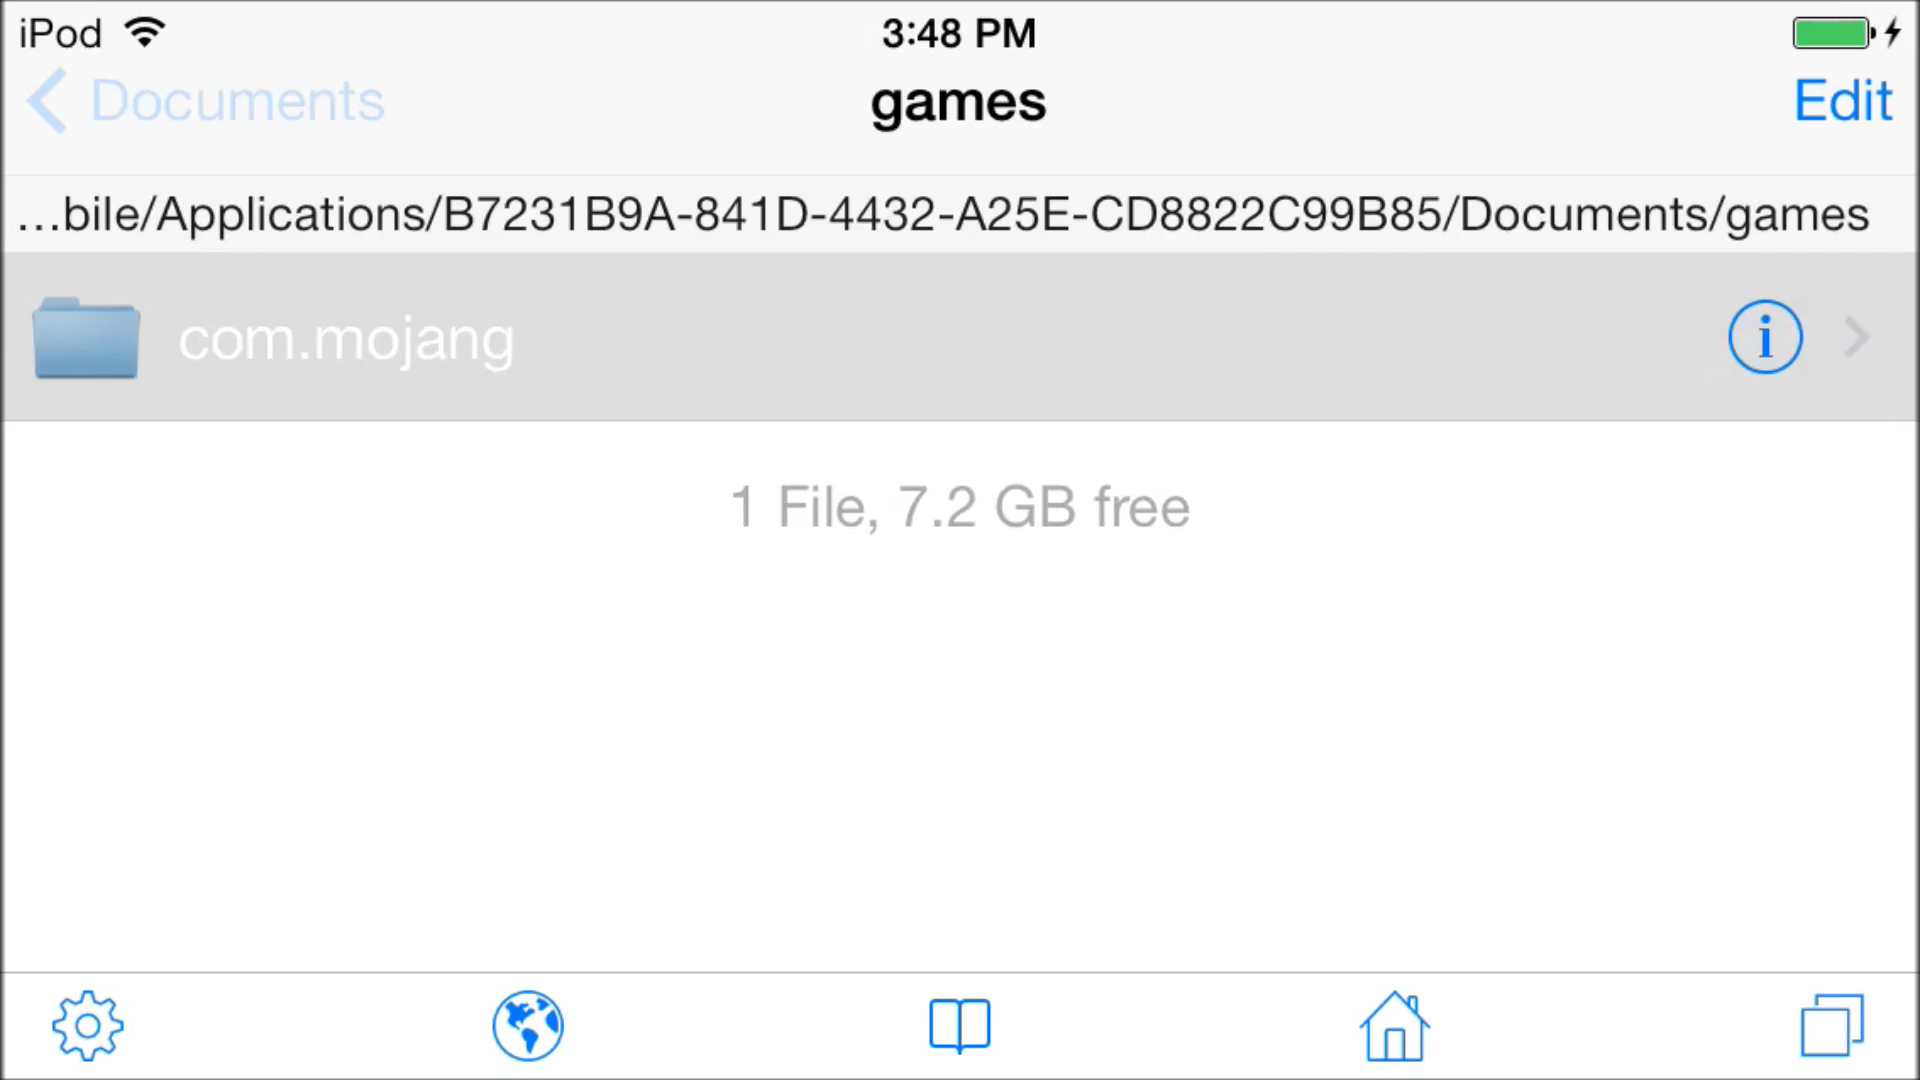 iPod
3:48 PM
Documents
games
Edit
...bile/Applications/B7231B9A-841D-4432-A25E-CD8822C99B85/Documents/games
com.mojang
1 File, 7.2 GB free